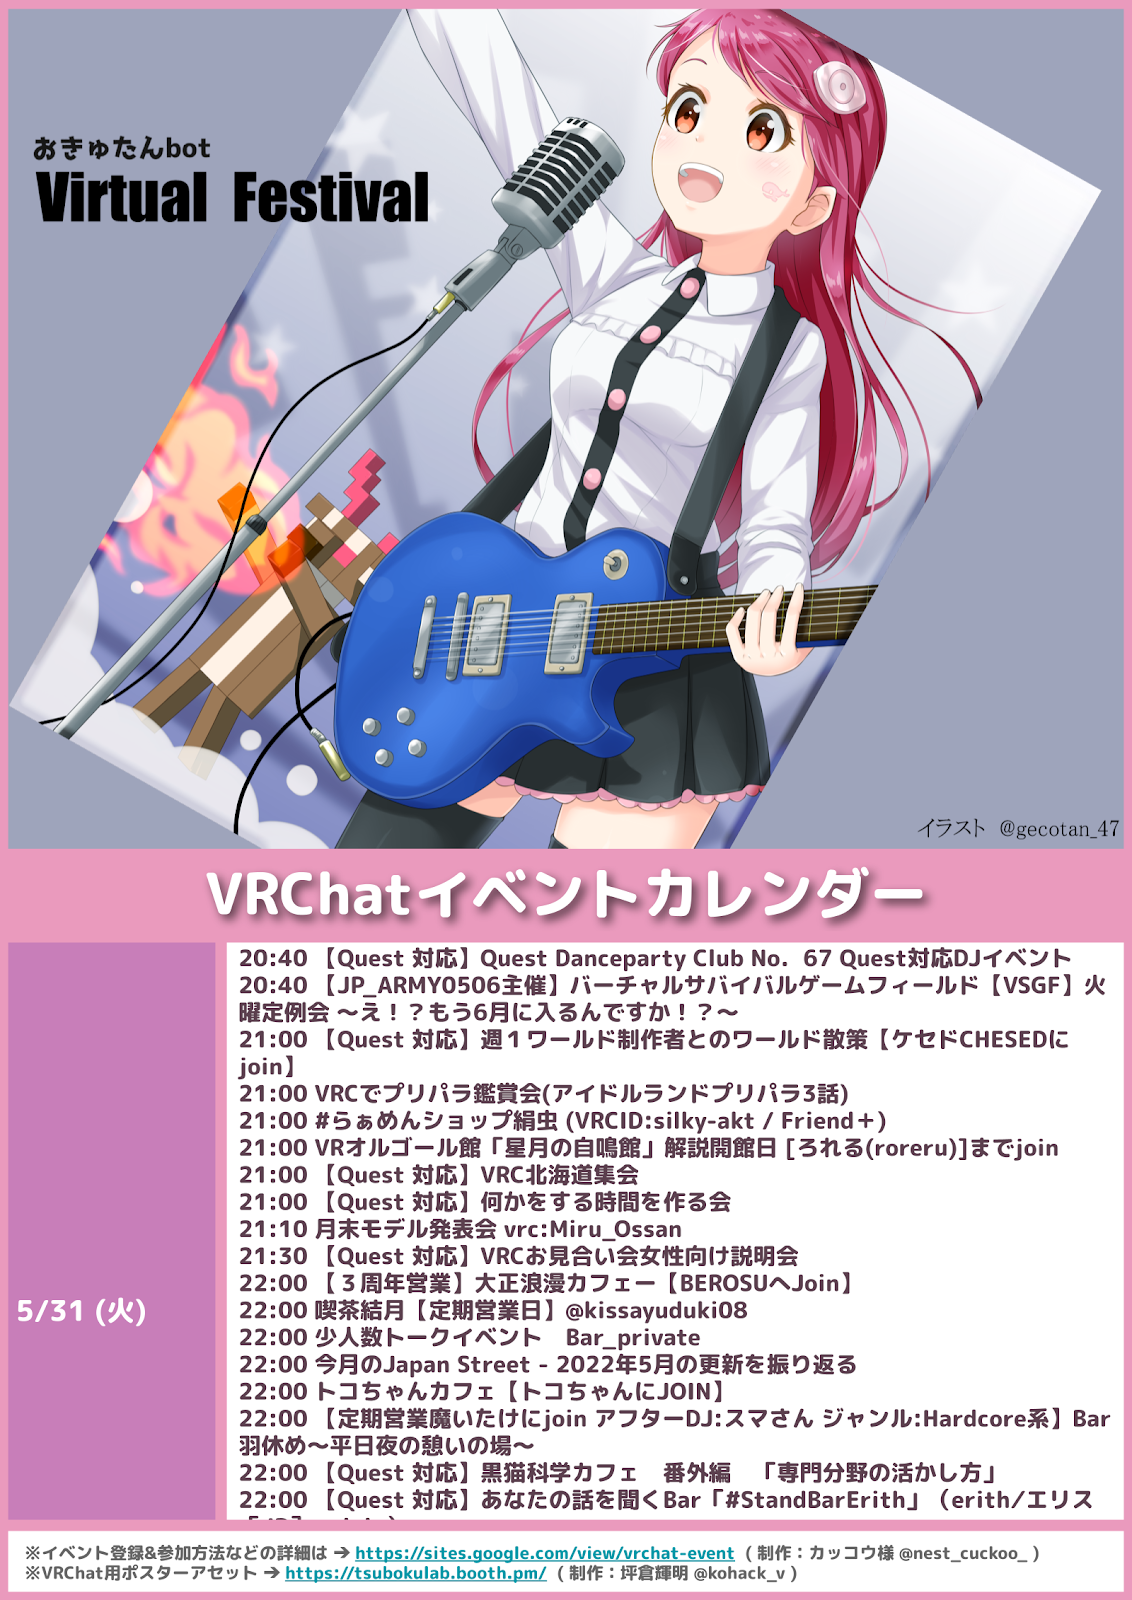 おきゅたんbot
Virtual Festival
イラスト @gecotan_47
VRChatイベントカレンダー
5/31 (火)
20:40 【Quest 対応】Quest Danceparty Club No. 67 Quest対応DJイベント
20:40 【JP_ARMY0506主催】バーチャルサバイバルゲームフィールド【VSGF】火
曜定例会 ～え！？もう6月に入るんですか！？～
21:00 【Quest 対応】週１ワールド制作者とのワールド散策【ケセドCHESEDに
join】
21:00 VRCでプリパラ鑑賞会(アイドルランドプリパラ3話)
21:00 #らぁめんショップ絹虫 (VRCID:silky-akt / Friend＋)
21:00 VRオルゴール館「星月の自鳴館」解説開館日 [ろれる(roreru)]までjoin
21:00 【Quest 対応】VRC北海道集会
21:00 【Quest 対応】何かをする時間を作る会
21:10 月末モデル発表会 vrc:Miru_Ossan
21:30 【Quest 対応】VRCお見合い会女性向け説明会
22:00 【３周年営業】大正浪漫カフェー【BEROSUへJoin】
22:00 喫茶結月【定期営業日】@kissayuduki08
22:00 少人数トークイベント　Bar_private
22:00 今月のJapan Street - 2022年5月の更新を振り返る
22:00 トコちゃんカフェ【トコちゃんにJOIN】
22:00 【定期営業魔いたけにjoin アフターDJ:スマさん ジャンル:Hardcore系】Bar
羽休め～平日夜の憩いの場～
22:00 【Quest 対応】黒猫科学カフェ　番外編　「専門分野の活かし方」
22:00 【Quest 対応】あなたの話を聞くBar「#StandBarErith」（erith/エリス
※イベント登録&参加方法などの詳細は → https://sites.google.com/view/vrchat-event （ 制作：カッコウ様 @nest_cuckoo_ ）
※VRChat用ポスターアセット → https://tsubokulab.booth.pm/ （ 制作：坪倉輝明 @kohack_v ）